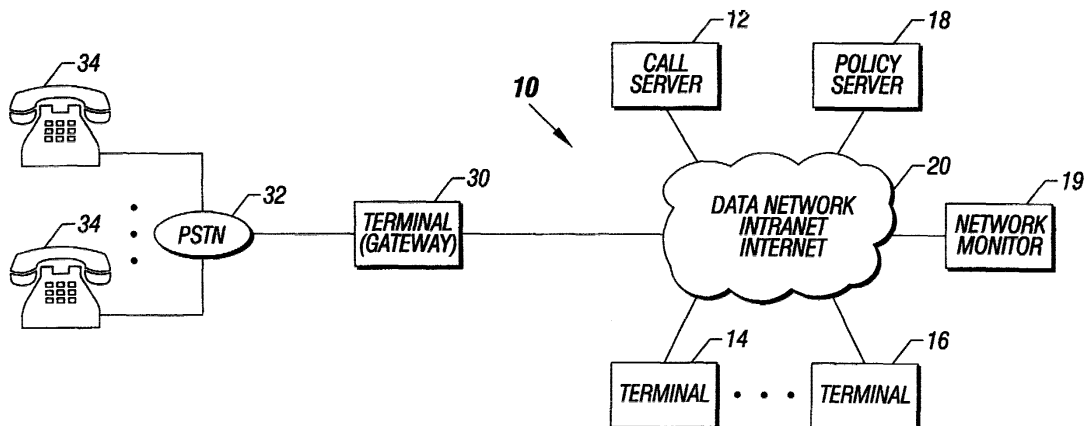 12
18
34
CALL
SERVER
POLICY
SERVER
10
20
32
30
19
DATA NETWORK
INTRANET
INTERNET
34
PSTN
TERMINAL
(GATEWAY)
NETWORK
MONITOR
14
16
TERMINAL
TERMINAL